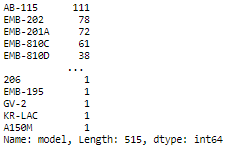 AB-115 111
EMB-202 78
EMB-201A 72
EMB-810C 61
EMB-810D 38
...
206 1
EMB-195 1
GV-2 1
KR-LAC 1
A150M 1
Name: model, Length: 515, dtype: int64